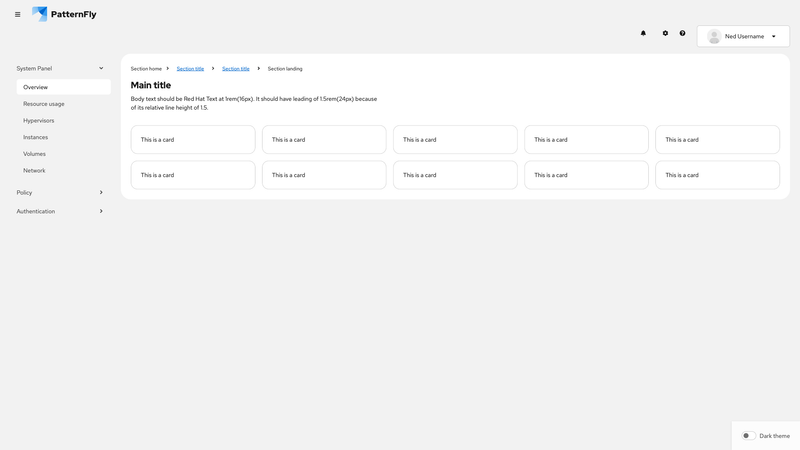 PatternFly
Ned Username
System Panel
Overview
Resource usage
Hypervisors
Instances
Volumes
Network
Policy
Authentication
Section home Section title Section title Section landing
Main title
Body text should be Red Hat Text at 1rem(16px). It should have leading of 1.5rem(24px) because
of its relative line height of 1.5.
This is a card This is a card This is a card This is a card This is a card
This is a card This is a card This is a card This is a card This is a card
Dark theme